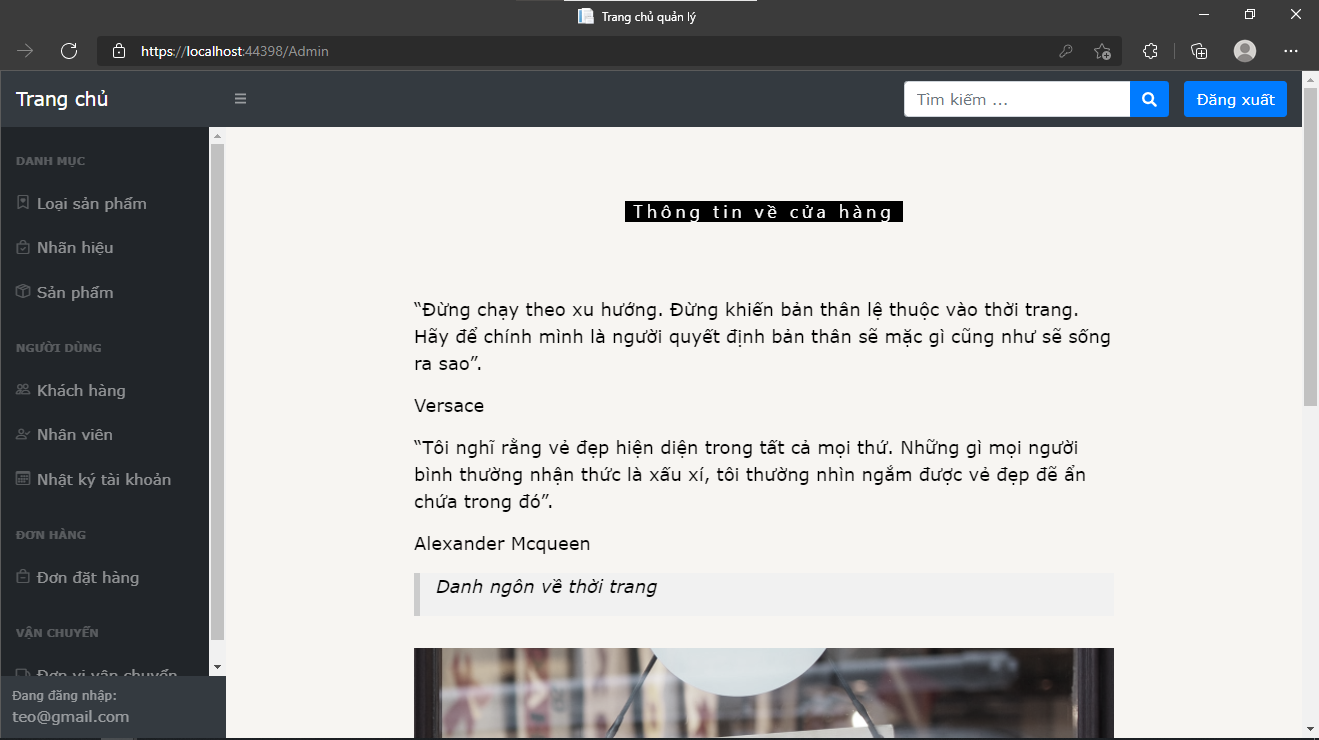 Trang chủ quản lý
https://localhost:44398/Admin
Trang chủ
Tìm kiếm ...
Đăng xuất
DANH MỤC
Loại sản phẩm
Nhãn hiệu
Sản phẩm
NGƯỜI DÙNG
Khách hàng
Nhân viên
Nhật ký tài khoản
ĐƠN HÀNG
Đơn đặt hàng
VẬN CHUYỂN
Đơn vị vận chuyển
Đang đăng nhập:
teo@gmail.com
Thông tin về cửa hàng
“Đừng chạy theo xu hướng. Đừng khiến bản thân lệ thuộc vào thời trang.
Hãy để chính mình là người quyết định bản thân sẽ mặc gì cũng như sẽ sống
ra sao”.
Versace
“Tôi nghĩ rằng vẻ đẹp hiện diện trong tất cả mọi thứ. Những gì mọi người
bình thường nhận thức là xấu xí, tôi thường nhìn ngắm được vẻ đẹp đẽ ẩn
chứa trong đó”.
Alexander Mcqueen
Danh ngôn về thời trang